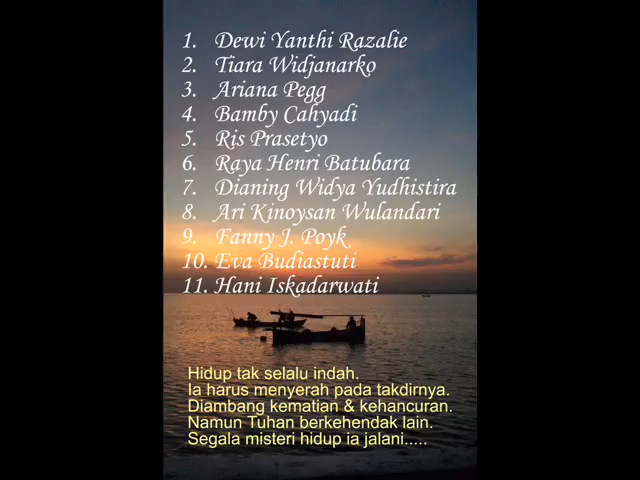 1. Dewi Yanthi Razalie
2. Tiara Widjanarko
3. Ariana Pegg
4. Bamby Cahyadi
5. Ris Prasetyo
6. Raya Henri Batubara
7. Dianing Widya Yudhistira
8. Ari Kinoysan Wulandari
9. Fanny J. Poyk
10. Eva Budiastuti
11. Hani Iskadarwati
Hidup tak selalu indah.
Ia harus menyerah pada takdirnya.
Diambang kematian & kehancuran.
Namun Tuhan berkehendak lain.
Segala misteri hidup ia jalani.....